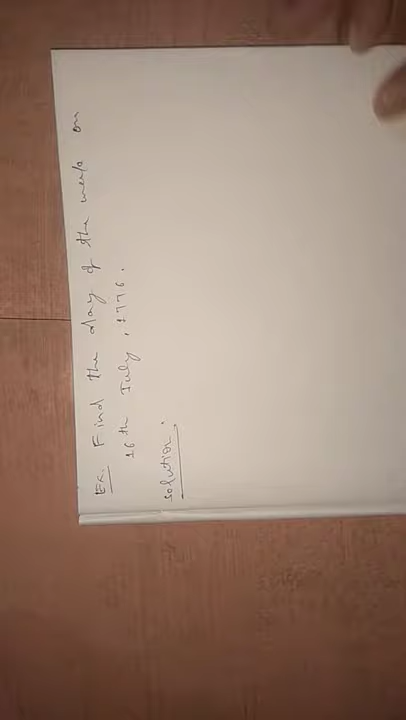 Ex. Find the day of the week on
16th July, 1776.
Solution: